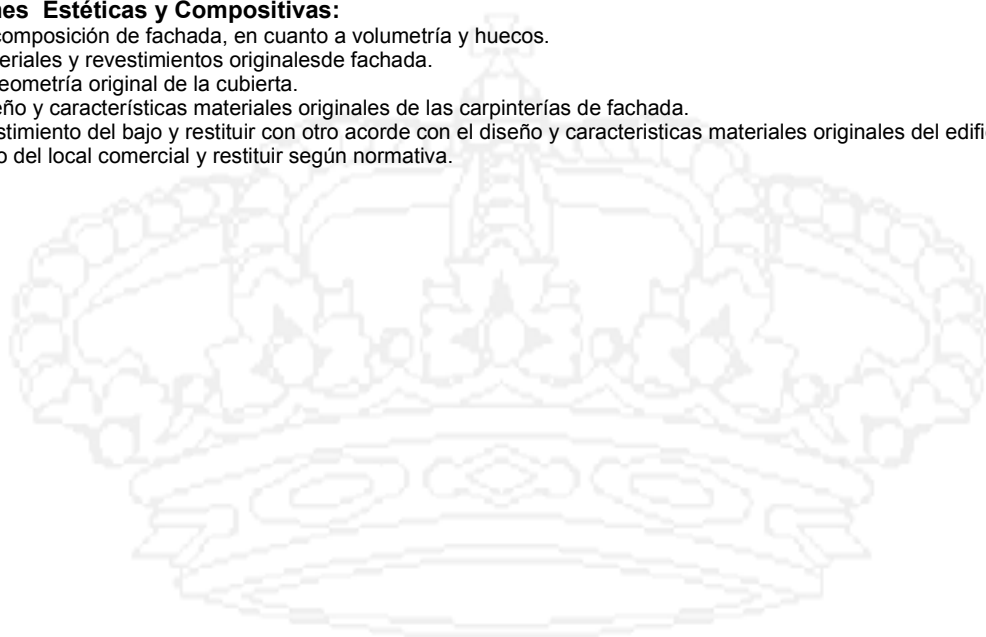 nes Estéticas y Compositivas:
composición de fachada, en cuanto a volumetría y huecos.
eriales y revestimientos originalesde fachada.
eometría original de la cubierta.
eño y características materiales originales de las carpinterías de fachada.
stimiento del bajo y restituir con otro acorde con el diseño y caracteristicas materiales originales del edifi
o del local comercial y restituir según normativa.